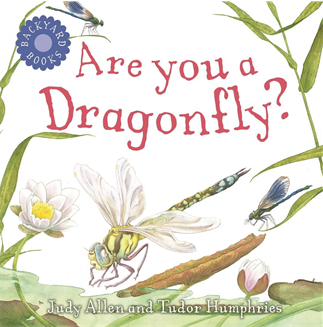 BACKYARD
BOOKS
Are you a
Dragonfly?
Judy Allen and Tudor Humphries